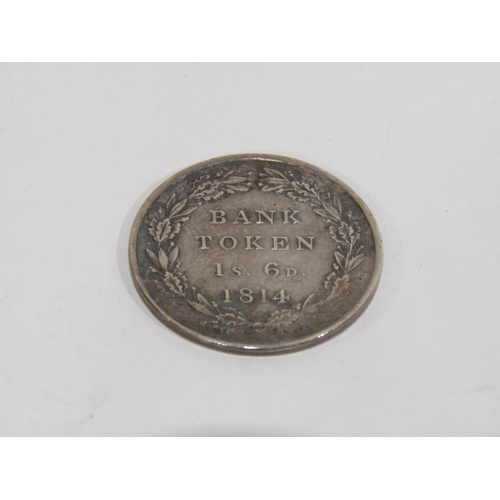 BANK
TOKEN
1S. 6D.
1814